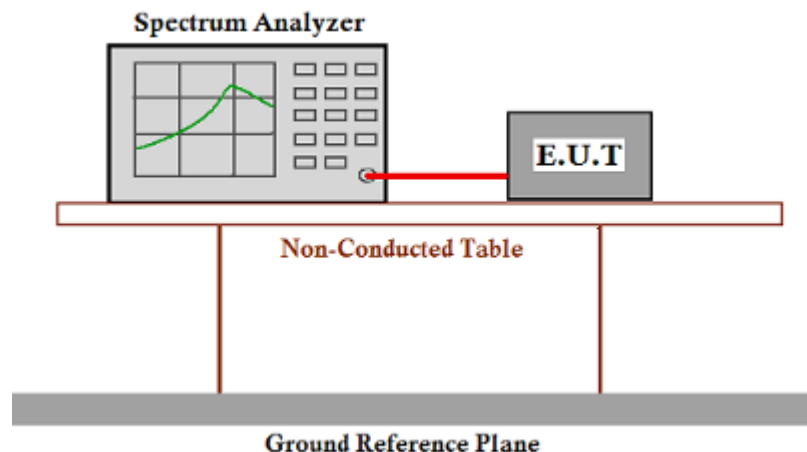 Spectrum Analyzer
E.U.T
Non-Conducted Table
Ground Reference Plane